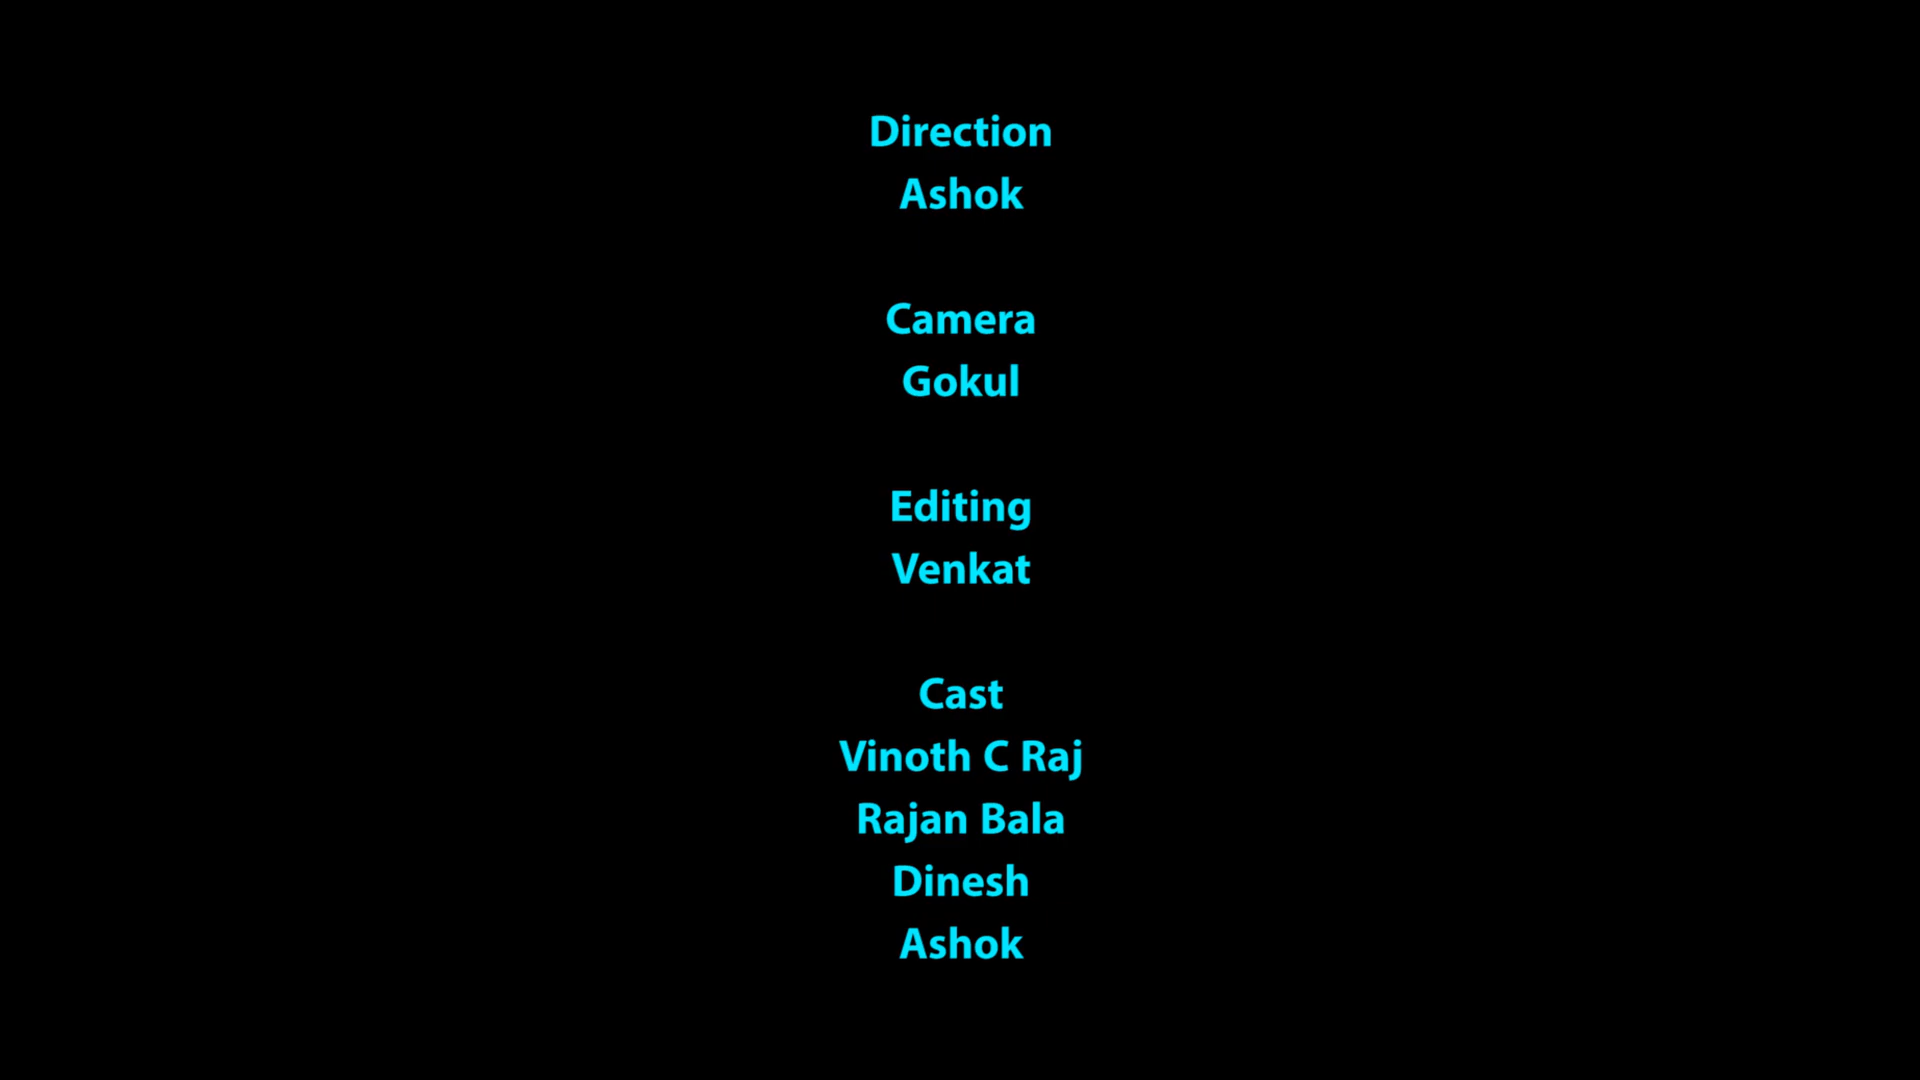 Direction
Ashok
Camera
Gokul
Editing
Venkat
Cast
Vinoth C Raj
Rajan Bala
Dinesh
Ashok